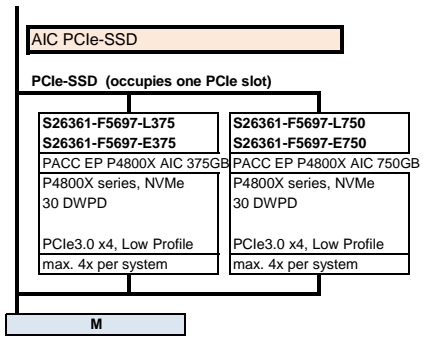 AIC PCIe-SSD
PCIe-SSD (occupies one PCIe slot)
S26361-F5697-L375
S26361-F5697-E375
PACC EP P4800X AIC 375GB
P4800X series, NVMe
30 DWPD
PCIe3.0 x4, Low Profile
max. 4x per system
S26361-F5697-L750
S26361-F5697-E750
PACC EP P4800X AIC 750GB
P4800X series, NVMe
30 DWPD
PCIe3.0 x4, Low Profile
max. 4x per system
M